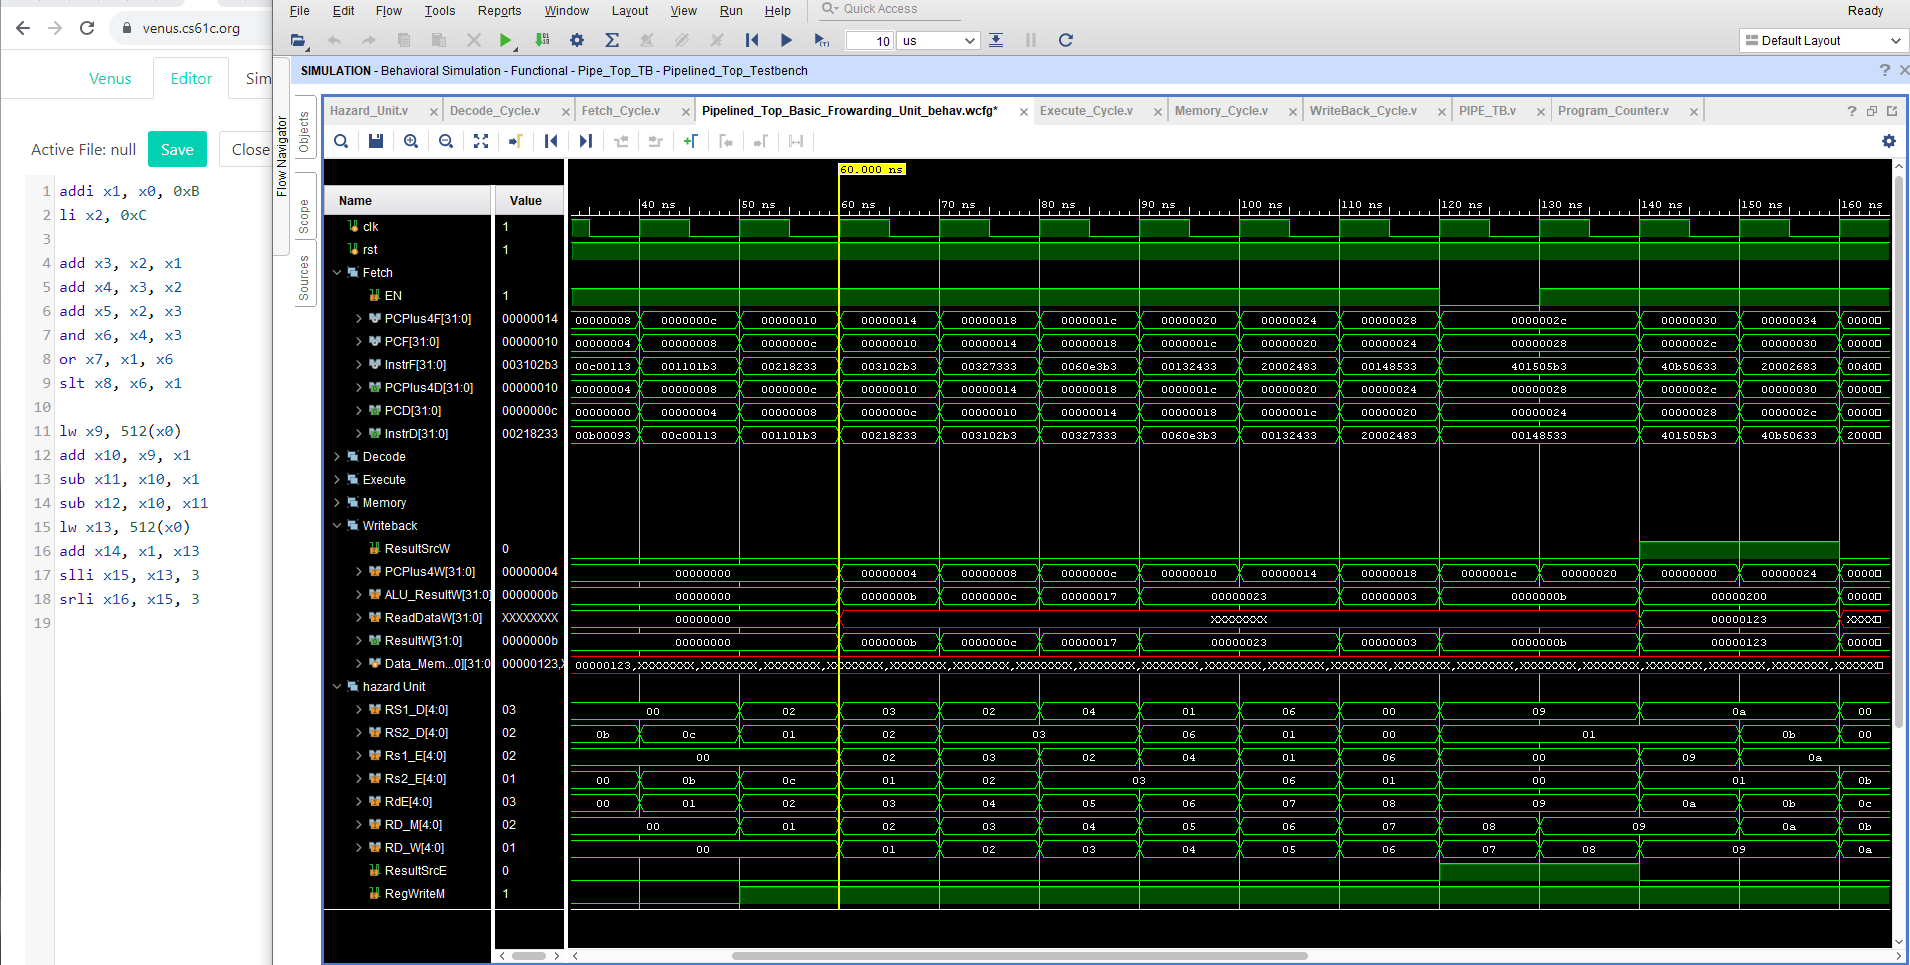 venus.cs61c.org
Venus Editor Sim
Active File: null Save Close
1 addi x1, x0, 0xB
2 li x2, 0xC
3
4 add x3, x2, x1
5 add x4, x3, x2
6 add x5, x2, x3
7 and x6, x4, x3
8 or x7, x1, x6
9 slt x8, x6, x1
10
11 lw x9, 512(x0)
12 add x10, x9, x1
13 sub x11, x10, x1
14 sub x12, x10, x11
15 lw x13, 512(x0)
16 add x14, x1, x13
17 slli x15, x13, 3
18 srli x16, x15, 3
19
File Edit Flow Tools Reports Window Layout View Run Help Quick Access Ready
10 us Default Layout
SIMULATION - Behavioral Simulation - Functional - Pipe_Top_TB - Pipelined_Top_Testbench
Flow Navigator
Objects
Scope
Sources
Hazard_Unit.v Decode_Cycle.v Fetch_Cycle.v Pipelined_Top_Basic_Frowarding_Unit_behav.wcfg* Execute_Cycle.v Memory_Cycle.v WriteBack_Cycle.v PIPE_TB.v Program_Counter.v
60.000 ns
Name Value 40 ns 50 ns 60 ns 70 ns 80 ns 90 ns 100 ns 110 ns 120 ns 130 ns 140 ns 150 ns 160 ns
clk 1
rst 1
Fetch
EN 1
PCPlus4F[31:0] 00000014 00000008 0000000c 00000010 00000014 00000018 0000001c 00000020 00000024 00000028 0000002c 00000030 00000034 0000
PCF[31:0] 00000010 00000004 00000008 0000000c 00000010 00000014 00000018 0000001c 00000020 00000024 00000028 0000002c 00000030 0000
InstrF[31:0] 003102b3 00c00113 001101b3 00218233 003102b3 00327333 0060e3b3 00132433 20002483 00148533 401505b3 40b50633 20002683 00d0
PCPlus4D[31:0] 00000010 00000004 00000008 0000000c 00000010 00000014 00000018 0000001c 00000020 00000024 00000028 0000002c 00000030 0000
PCD[31:0] 0000000c 00000000 00000004 00000008 0000000c 00000010 00000014 00000018 0000001c 00000020 00000024 00000028 0000002c 0000
InstrD[31:0] 00218233 00b00093 00c00113 001101b3 00218233 003102b3 00327333 0060e3b3 00132433 20002483 00148533 401505b3 40b50633 2000
Decode
Execute
Memory
Writeback
ResultSrcW 0
PCPlus4W[31:0] 00000004 00000000 00000004 00000008 0000000c 00000010 00000014 00000018 0000001c 00000020 00000000 00000024 0000
ALU_ResultW[31:0] 0000000b 00000000 0000000b 0000000c 00000017 00000023 00000003 0000000b 00000200 0000
ReadDataW[31:0] XXXXXXXX 00000000 XXXXXXXX 00000123 XXXX
ResultW[31:0] 0000000b 00000000 0000000b 0000000c 00000017 00000023 00000003 0000000b 00000123 0000
Data_Mem...0][31:0 00000123,X 00000123,XXXXXXXX,XXXXXXXX,XXXXXXXX,XXXXXXXX,XXXXXXXX,XXXXXXXX,XXXXXXXX,XXXXXXXX,XXXXXXXX,XXXXXXXX,XXXXXXXX,XXXXXXXX,XXXXXXXX,XXXXXXXX,XXXXXXXX,XXXXXXXX,XXXXXXXX,XXXXXXXX,XXXXXXXX,XXXXXX
hazard Unit
RS1_D[4:0] 03 00 02 03 02 04 01 06 00 09 0a 00
RS2_D[4:0] 02 0b 0c 01 02 03 06 01 00 01 0b 00
Rs1_E[4:0] 02 00 02 03 02 04 01 06 00 09 0a
Rs2_E[4:0] 01 00 0b 0c 01 02 03 06 01 00 01 0b
RdE[4:0] 03 00 01 02 03 04 05 06 07 08 09 0a 0b 0c
RD_M[4:0] 02 00 01 02 03 04 05 06 07 08 09 0a 0b
RD_W[4:0] 01 00 01 02 03 04 05 06 07 08 09 0a
ResultSrcE 0
RegWriteM 1